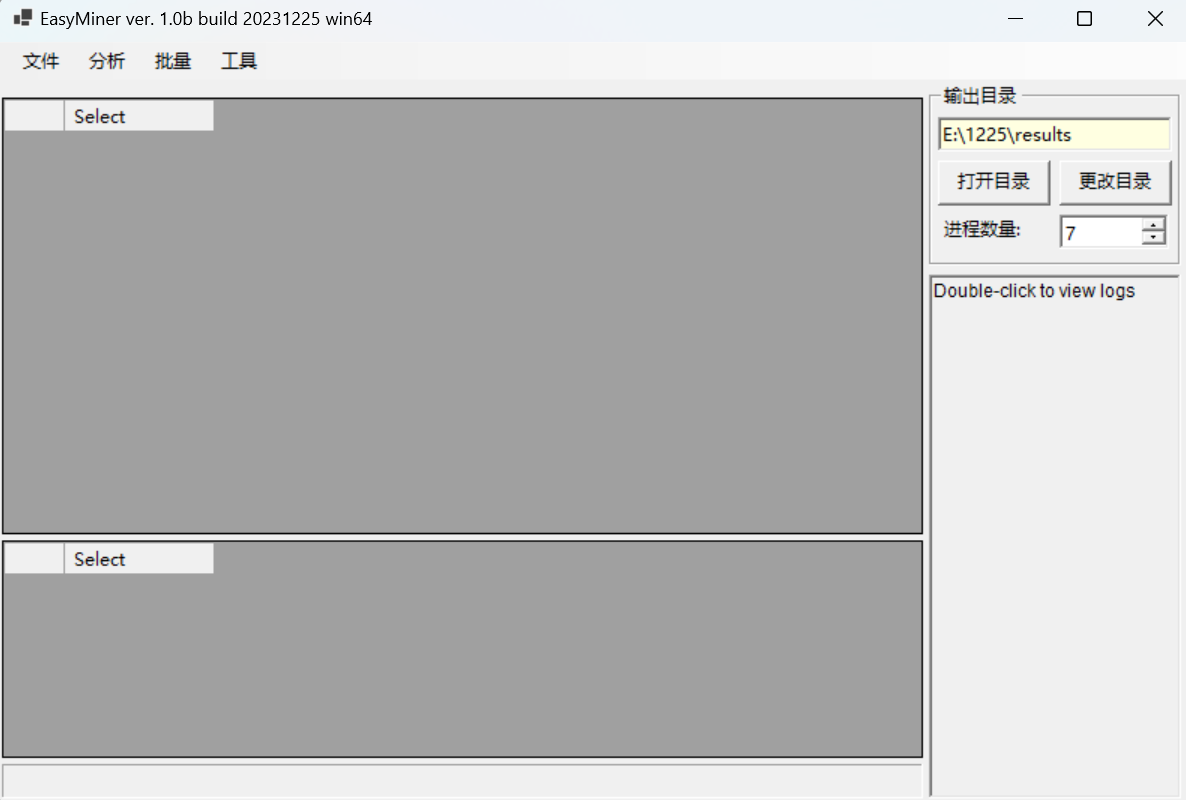 EasyMiner ver. 1.0b build 20231225 win64
文件 分析 批量 工具
Select
输出目录
E:\1225\results
打开目录 更改目录
进程数量: 7
Double-click to view logs
Select